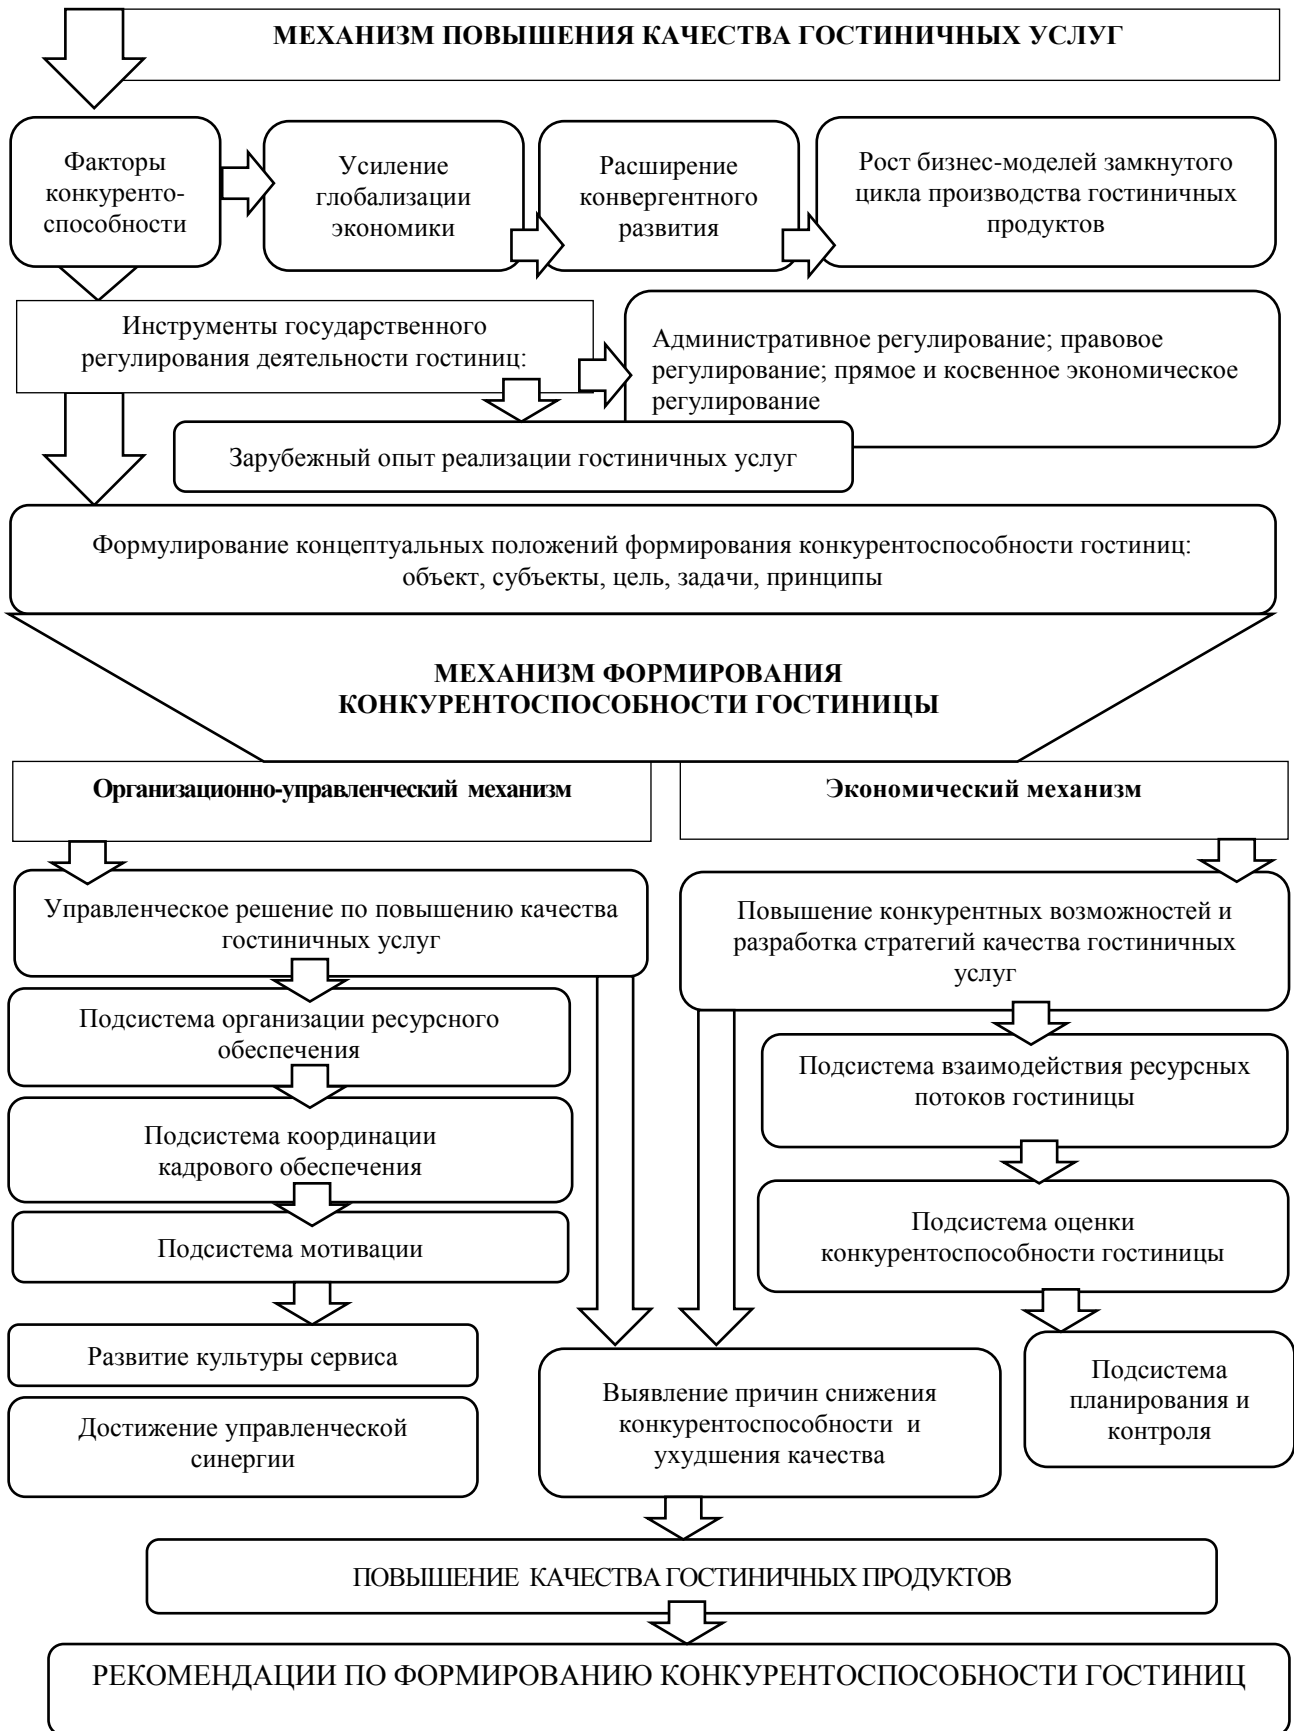 МЕХАНИЗМ ПОВЫШЕНИЯ КАЧЕСТВА ГОСТИНИЧНЫХ УСЛУГ
Факторы
конкуренто-
способности
Усиление
глобализации
экономики
Расширение
конвергентного
развития
Рост бизнес-моделей замкнутого
цикла производства гостиничных
продуктов
Инструменты государственного
регулирования деятельности гостиниц:
Административное регулирование; правовое
регулирование; прямое и косвенное экономическое
регулирование
Зарубежный опыт реализации гостиничных услуг
Формулирование концептуальных положений формирования конкурентоспособности гостиниц:
объект, субъекты, цель, задачи, принципы
МЕХАНИЗМ ФОРМИРОВАНИЯ
КОНКУРЕНТОСПОСОБНОСТИ ГОСТИНИЦЫ
Организационно-управленческий механизм
Экономический механизм
Управленческое решение по повышению качества
гостиничных услуг
Повышение конкурентных возможностей и
разработка стратегий качества гостиничных
услуг
Подсистема организации ресурсного
обеспечения
Подсистема взаимодействия ресурсных
потоков гостиницы
Подсистема координации
кадрового обеспечения
Подсистема оценки
конкурентоспособности гостиницы
Подсистема мотивации
Развитие культуры сервиса
Выявление причин снижения
конкурентоспособности и
ухудшения качества
Подсистема
планирования и
контроля
Достижение управленческой
синергии
ПОВЫШЕНИЕ КАЧЕСТВА ГОСТИНИЧНЫХ ПРОДУКТОВ
РЕКОМЕНДАЦИИ ПО ФОРМИРОВАНИЮ КОНКУРЕНТОСПОСОБНОСТИ ГОСТИНИЦ